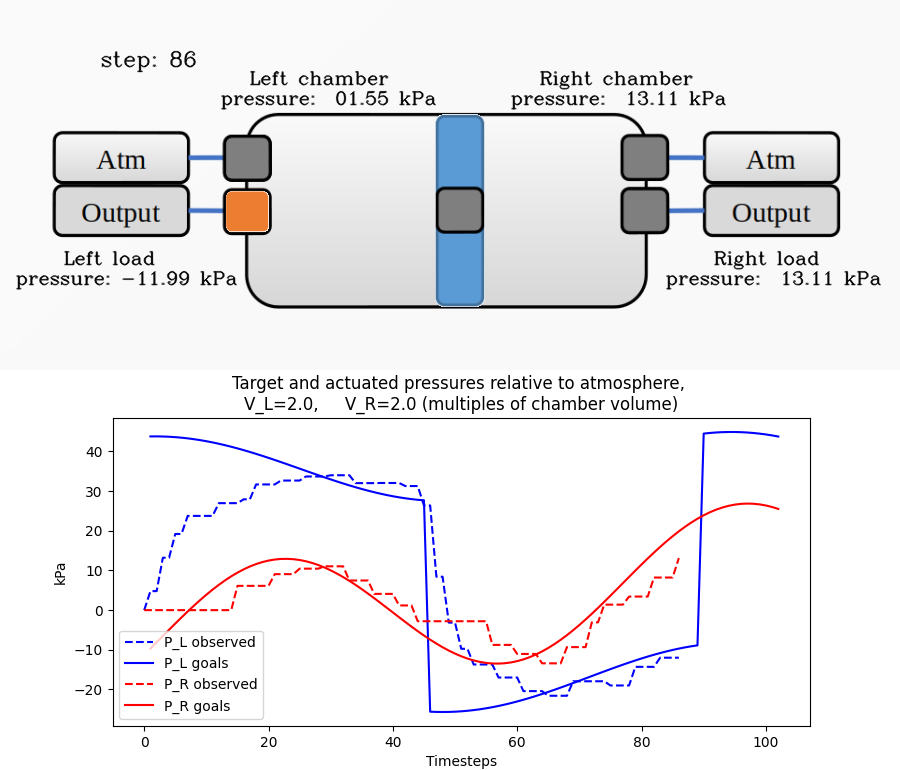 step: 86
Left chamber
pressure: 01.55 kPa
Right chamber
pressure: 13.11 kPa
Atm
Output
Atm
Output
Left load
pressure: −11.99 kPa
Right load
pressure: 13.11 kPa
Target and actuated pressures relative to atmosphere,
V_L=2.0, V_R=2.0 (multiples of chamber volume)
kPa
40
30
20
10
0
−10
−20
P_L observed
P_L goals
P_R observed
P_R goals
0 20 40 60 80 100
Timesteps